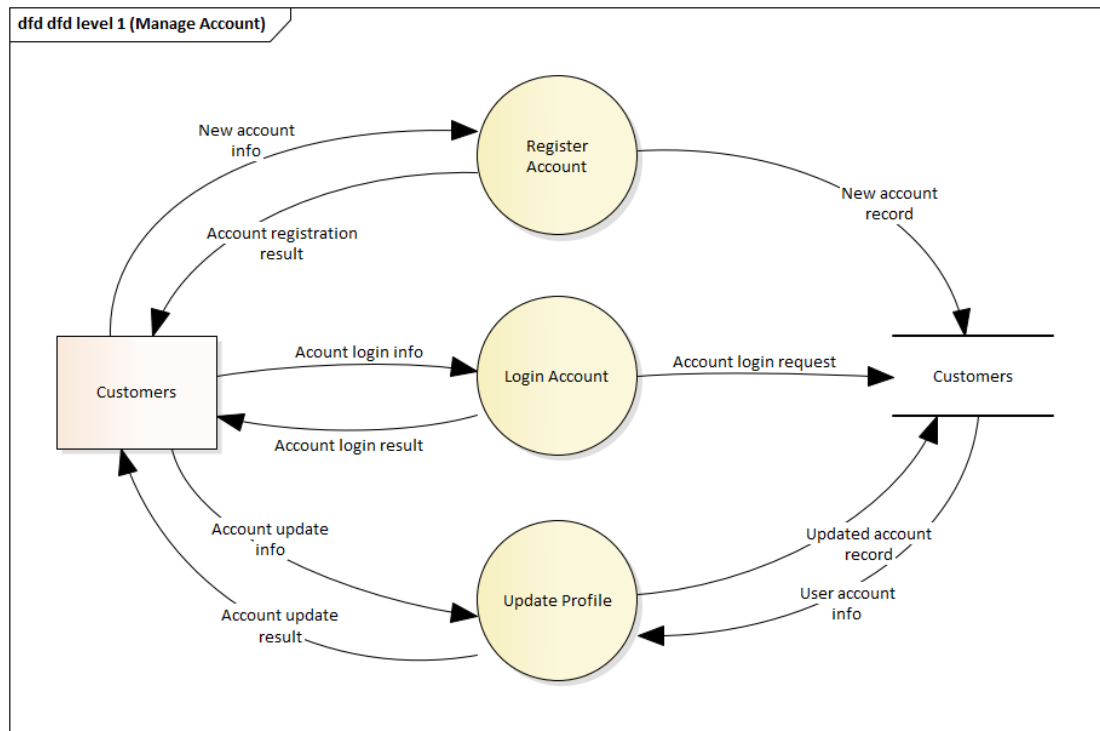 dfd dfd level 1 (Manage Account)
New account
info
Register
Account
New account
record
Account registration
result
Customers
Acount login info
Login Account
Account login request
Customers
Account login result
Account update
info
Updated account
record
Update Profile
User account
info
Account update
result